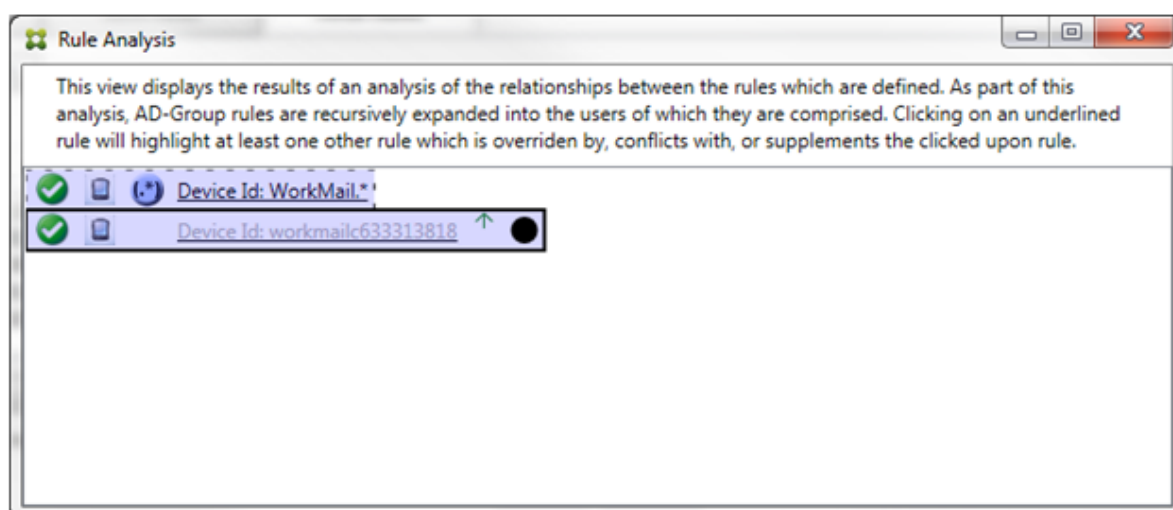 Rule Analysis
This view displays the results of an analysis of the relationships between the rules which are defined. As part of this
analysis, AD-Group rules are recursively expanded into the users of which they are comprised. Clicking on an underlined
rule will highlight at least one other rule which is overriden by, conflicts with, or supplements the clicked upon rule.
(.*) Device Id: WorkMail.*
Device Id: workmailc633313818